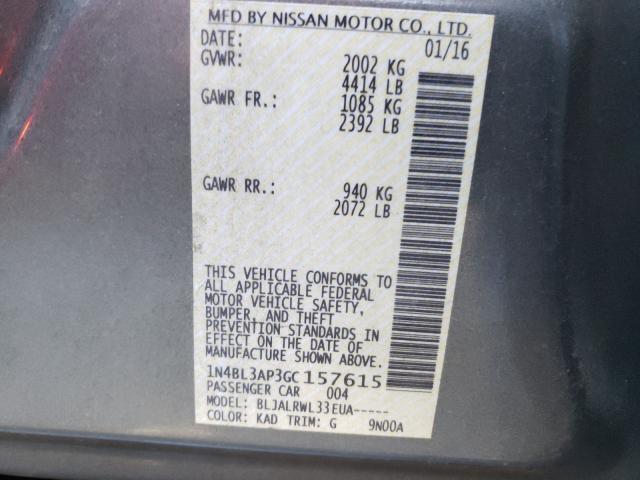 MFD BY NISSAN MOTOR CO., LTD.
DATE: 01/16
GVWR: 2002 KG
4414 LB
GAWR FR.: 1085 KG
2392 LB
GAWR RR.: 940 KG
2072 LB
THIS VEHICLE CONFORMS TO
ALL APPLICABLE FEDERAL
MOTOR VEHICLE SAFETY,
BUMPER, AND THEFT
PREVENTION STANDARDS IN
EFFECT ON THE DATE OF
MANUFACTURE SHOWN ABOVE.
1N4BL3AP3GC157615
PASSENGER CAR 004
MODEL: BLJALRWL33EUA-----
COLOR: KAD TRIM: G 9N00A